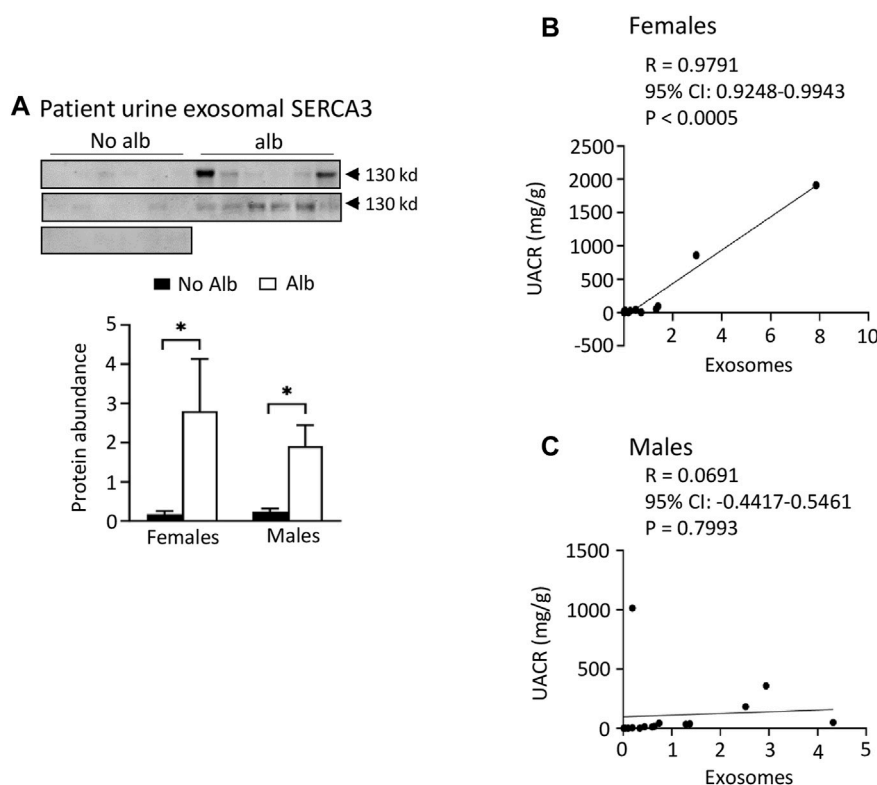 A Patient urine exosomal SERCA3
No alb alb
130 kd
130 kd
No Alb Alb
Protein abundance
5
4
3
2
1
0
*
*
Females Males
B Females
R = 0.9791
95% CI: 0.9248-0.9943
P < 0.0005
UACR (mg/g)
2500
2000
1500
1000
500
0
-500
2 4 6 8 10
Exosomes
C Males
R = 0.0691
95% CI: -0.4417-0.5461
P = 0.7993
UACR (mg/g)
1500
1000
500
0
0 1 2 3 4 5
Exosomes